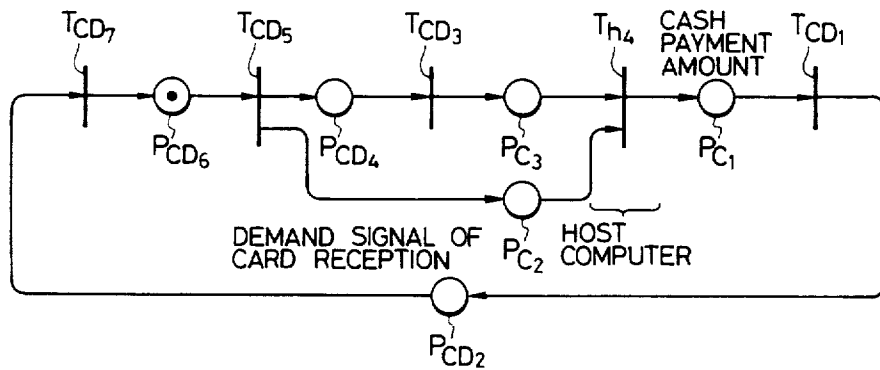 TCD7
TCD5
TCD3
Th4
CASH
PAYMENT
AMOUNT
TCD1
PCD6
PCD4
PC3
PC1
DEMAND SIGNAL OF
CARD RECEPTION
PC2
HOST
COMPUTER
PCD2